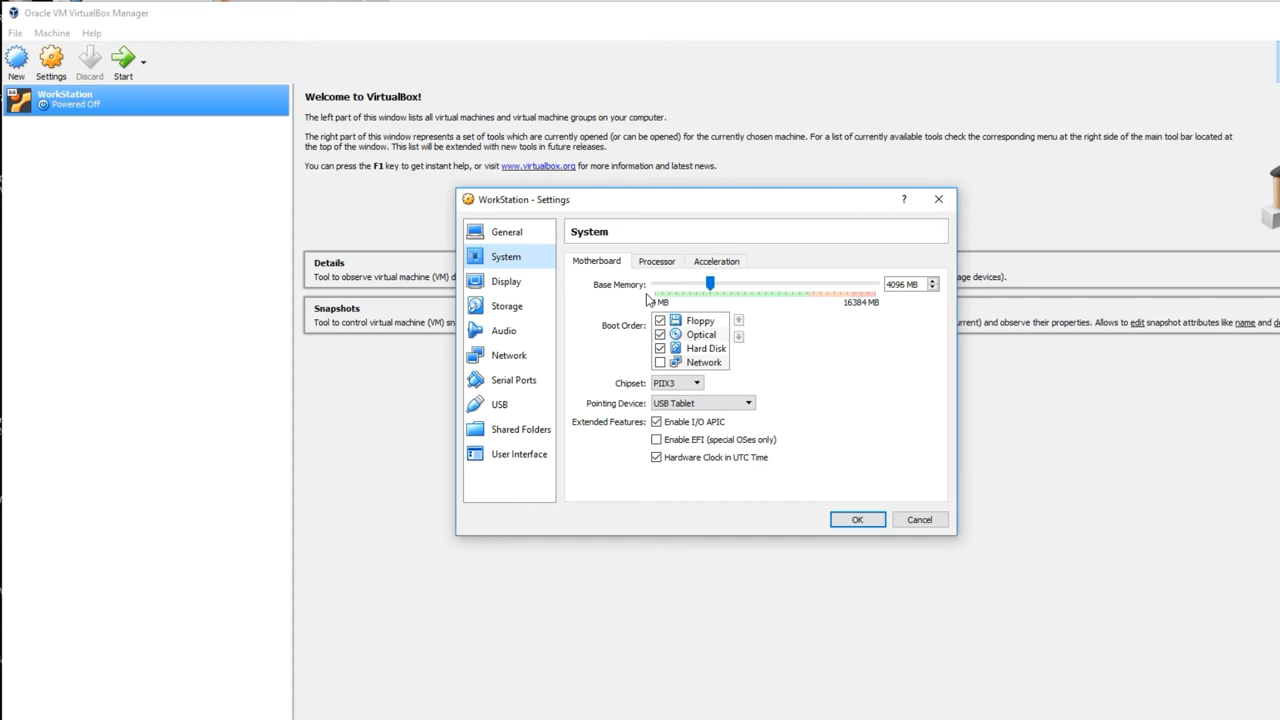 Oracle VM VirtualBox Manager
File Machine Help
New Settings Discard Start
64
WorkStation
Powered Off
Welcome to VirtualBox!
The left part of this window lists all virtual machines and virtual machine groups on your computer.
The right part of this window represents a set of tools which are currently opened (or can be opened) for the currently chosen machine. For a list of currently available tools check the corresponding menu at the right side of the main tool bar located
at the top of the window. This list will be extended with new tools in future releases.
You can press the F1 key to get instant help, or visit www.virtualbox.org for more information and latest news.
Details
Tool to observe virtual machine (VM) d
age devices).
Snapshots
Tool to control virtual machine (VM) s
urrent) and observe their properties. Allows to edit snapshot attributes like name and de
WorkStation - Settings
?
General
System
Display
Storage
Audio
Network
Serial Ports
USB
Shared Folders
User Interface
System
Motherboard Processor Acceleration
Base Memory: 4096 MB
MB 16384 MB
Boot Order: Floppy
Optical
Hard Disk
Network
Chipset: PIIX3
Pointing Device: USB Tablet
Extended Features: Enable I/O APIC
Enable EFI (special OSes only)
Hardware Clock in UTC Time
OK Cancel